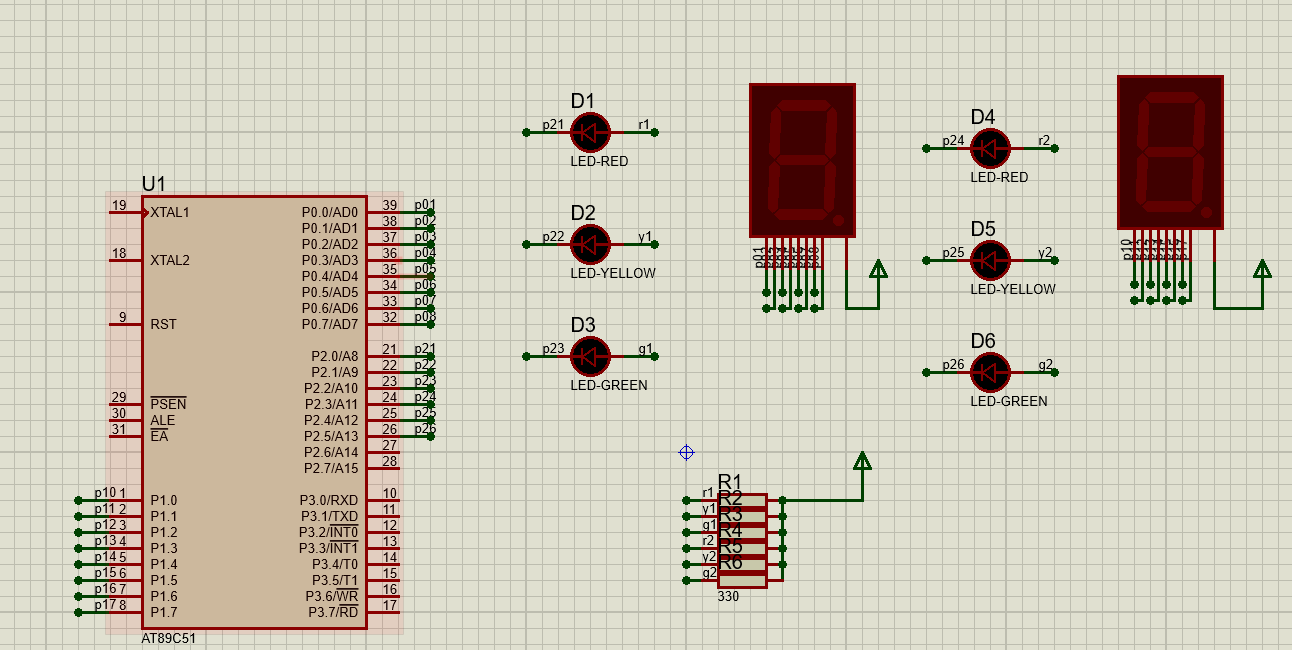 U1
19 XTAL1 P0.0/AD0 39 p01
P0.1/AD1 38 p02
P0.2/AD2 37 p03
18 XTAL2 P0.3/AD3 36 p04
P0.4/AD4 35 p05
P0.5/AD5 34 p06
P0.6/AD6 33 p07
9 RST P0.7/AD7 32 p08
P2.0/A8 21 p21
P2.1/A9 22 p22
P2.2/A10 23 p23
29 PSEN P2.3/A11 24 p24
30 ALE P2.4/A12 25 p25
31 EA P2.5/A13 26 p26
P2.6/A14 27
P2.7/A15 28
p10 1 P1.0 P3.0/RXD 10
p11 2 P1.1 P3.1/TXD 11
p12 3 P1.2 P3.2/INT0 12
p13 4 P1.3 P3.3/INT1 13
p14 5 P1.4 P3.4/T0 14
p15 6 P1.5 P3.5/T1 15
p16 7 P1.6 P3.6/WR 16
p17 8 P1.7 P3.7/RD 17
AT89C51
D1
p21 r1
LED-RED
D2
p22 y1
LED-YELLOW
D3
p23 g1
LED-GREEN
p01
D4
p24 r2
LED-RED
D5
p25 y2
LED-YELLOW
D6
p26 g2
LED-GREEN
p10
R1
r1 R2
y1 R3
g1 R4
r2 R5
y2 R6
g2
330